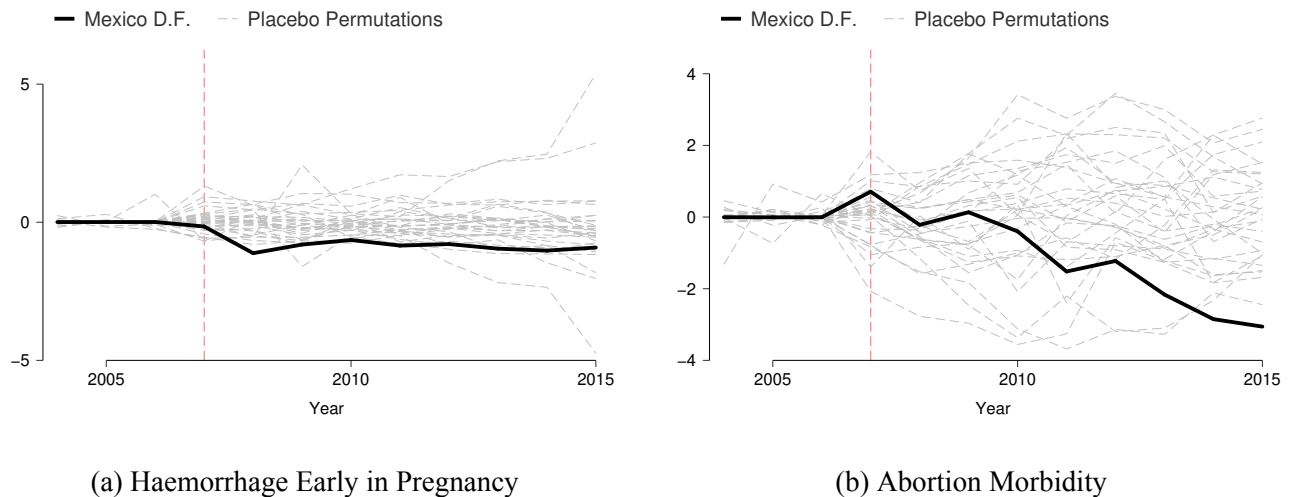 Mexico D.F. Placebo Permutations
5
0
−5
2005 2010 2015
Year
(a) Haemorrhage Early in Pregnancy
Mexico D.F. Placebo Permutations
4
2
0
−2
−4
2005 2010 2015
Year
(b) Abortion Morbidity